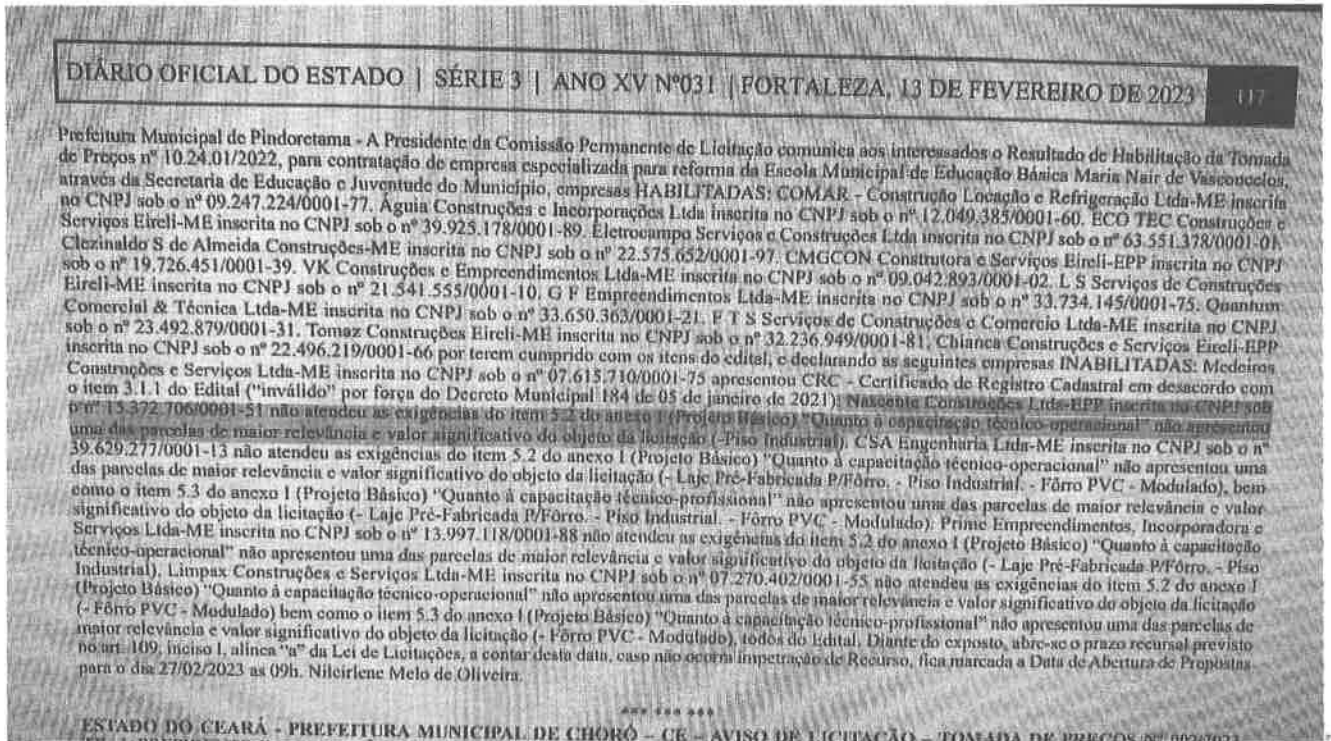 DIÁRIO OFICIAL DO ESTADO | SÉRIE 3 | ANO XV Nº031 | FORTALEZA, 13 DE FEVEREIRO DE 2023 117
Prefeitura Municipal de Pindoretama - A Presidente da Comissão Permanente de Licitação comunica aos interessados o Resultado de Habilitação da Tomada
de Preços nº 10.24.01/2022, para contratação de empresa especializada para reforma da Escola Municipal de Educação Básica Maria Nair de Vasconcelos,
através da Secretaria de Educação e Juventude do Município, empresas HABILITADAS: COMAR - Construção Locação e Refrigeração Ltda-ME inscrita
no CNPJ sob o nº 09.247.224/0001-77. Águia Construções e Incorporações Ltda inscrita no CNPJ sob o nº 12.049.385/0001-60. ECO TEC Construções e
Serviços Eireli-ME inscrita no CNPJ sob o nº 39.925.178/0001-89. Eletrocampo Serviços e Construções Ltda inscrita no CNPJ sob o nº 63.551.378/0001-01.
Clezinaldo S de Almeida Construções-ME inscrita no CNPJ sob o nº 22.575.652/0001-97. CMGCON Construtora e Serviços Eireli-EPP inscrita no CNPJ
sob o nº 19.726.451/0001-39. VK Construções e Empreendimentos Ltda-ME inscrita no CNPJ sob o nº 09.042.893/0001-02. L S Serviços de Construções
Eireli-ME inscrita no CNPJ sob o nº 21.541.555/0001-10. G F Empreendimentos Ltda-ME inscrita no CNPJ sob o nº 33.734.145/0001-75. Quantum
Comercial & Técnica Ltda-ME inscrita no CNPJ sob o nº 33.650.363/0001-21. F T S Serviços de Construções e Comercio Ltda-ME inscrita no CNPJ
sob o nº 23.492.879/0001-31. Tomaz Construções Eireli-ME inscrita no CNPJ sob o nº 32.236.949/0001-81. Chianca Construções e Serviços Eireli-EPP
inscrita no CNPJ sob o nº 22.496.219/0001-66 por terem cumprido com os itens do edital, e declarando as seguintes empresas INABILITADAS: Medeiros
Construções e Serviços Ltda-ME inscrita no CNPJ sob o nº 07.615.710/0001-75 apresentou CRC - Certificado de Registro Cadastral em desacordo com
o item 3.1.1 do Edital ("inválido" por força do Decreto Municipal 184 de 05 de janeiro de 2021); Nascente Construções Ltda-EPP inscrita no CNPJ sob
o nº 15.372.706/0001-51 não atendeu as exigências do item 5.2 do anexo I (Projeto Básico) "Quanto à capacitação técnico-operacional" não apresentou
uma das parcelas de maior relevância e valor significativo do objeto da licitação (-Piso Industrial). CSA Engenharia Ltda-ME inscrita no CNPJ sob o nº
39.629.277/0001-13 não atendeu as exigências do item 5.2 do anexo I (Projeto Básico) "Quanto à capacitação técnico-operacional" não apresentou uma
das parcelas de maior relevância e valor significativo do objeto da licitação (- Laje Pré-Fabricada P/Fôrro. - Piso Industrial. - Fôrro PVC - Modulado), bem
como o item 5.3 do anexo I (Projeto Básico) "Quanto à capacitação técnico-profissional" não apresentou uma das parcelas de maior relevância e valor
significativo do objeto da licitação (- Laje Pré-Fabricada P/Fôrro. - Piso Industrial. - Fôrro PVC - Modulado). Prime Empreendimentos, Incorporadora e
Serviços Ltda-ME inscrita no CNPJ sob o nº 13.997.118/0001-88 não atendeu as exigências do item 5.2 do anexo I (Projeto Básico) "Quanto à capacitação
técnico-operacional" não apresentou uma das parcelas de maior relevância e valor significativo do objeto da licitação (- Laje Pré-Fabricada P/Fôrro. - Piso
Industrial). Limpax Construções e Serviços Ltda-ME inscrita no CNPJ sob o nº 07.270.402/0001-55 não atendeu as exigências do item 5.2 do anexo I
(Projeto Básico) "Quanto à capacitação técnico-operacional" não apresentou uma das parcelas de maior relevância e valor significativo do objeto da licitação
(- Fôrro PVC - Modulado) bem como o item 5.3 do anexo I (Projeto Básico) "Quanto à capacitação técnico-profissional" não apresentou uma das parcelas de
maior relevância e valor significativo do objeto da licitação (- Fôrro PVC - Modulado), todos do Edital. Diante do exposto, abre-se o prazo recursal previsto
no art. 109, inciso I, alínea "a" da Lei de Licitações, a contar desta data, caso não ocorra impetração de Recurso, fica marcada a Data de Abertura de Propostas
para o dia 27/02/2023 as 09h. Nileirlene Melo de Oliveira.
*** *** ***
ESTADO DO CEARÁ - PREFEITURA MUNICIPAL DE CHORÓ – CE – AVISO DE LICITAÇÃO – TOMADA DE PREÇOS Nº